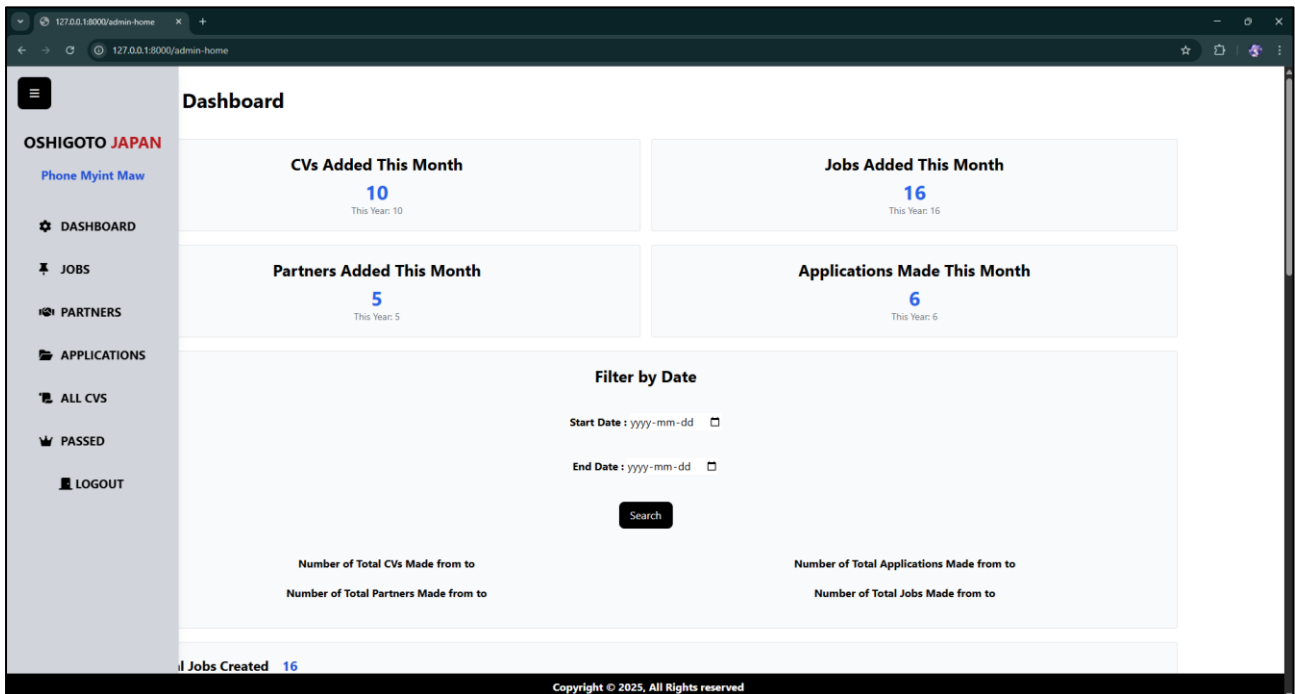 127.0.0.1:8000/admin-home
127.0.0.1:8000/admin-home
OSHIGOTO JAPAN
Phone Myint Maw
DASHBOARD
JOBS
PARTNERS
APPLICATIONS
ALL CVS
PASSED
LOGOUT
Dashboard
CVs Added This Month
10
This Year: 10
Jobs Added This Month
16
This Year: 16
Partners Added This Month
5
This Year: 5
Applications Made This Month
6
This Year: 6
Filter by Date
Start Date : yyyy-mm-dd
End Date : yyyy-mm-dd
Search
Number of Total CVs Made from to
Number of Total Applications Made from to
Number of Total Partners Made from to
Number of Total Jobs Made from to
l Jobs Created 16
Copyright © 2025, All Rights reserved